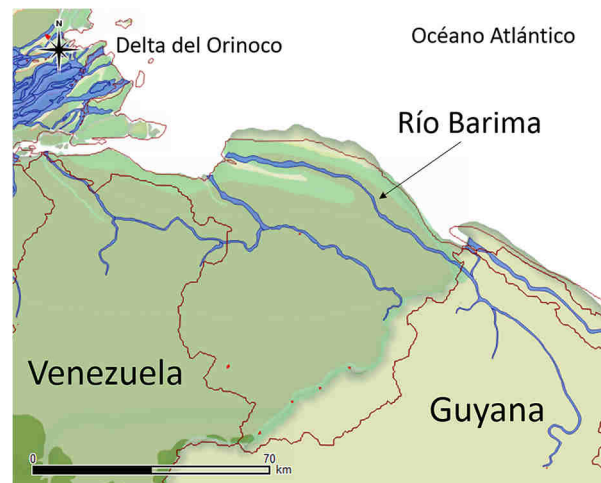 N
Delta del Orinoco
Océano Atlántico
Río Barima
Venezuela
Guyana
0
70
km